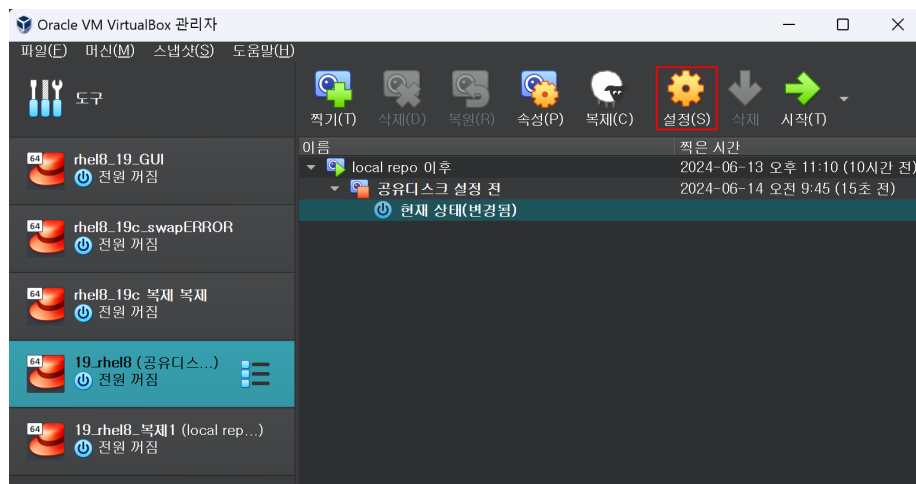 Oracle VM VirtualBox 관리자
파일(F) 머신(M) 스냅샷(S) 도움말(H)
도구
찍기(T) 삭제(D) 복원(R) 속성(P) 복제(C) 설정(S) 삭제 시작(T)
이름 찍은 시간
local repo 이후 2024-06-13 오후 11:10 (10시간 전)
공유디스크 설정 전 2024-06-14 오전 9:45 (15초 전)
현재 상태(변경됨)
64 rhel8_19_GUI
전원 꺼짐
64 rhel8_19c_swapERROR
전원 꺼짐
64 rhel8_19c 복제 복제
전원 꺼짐
64 19_rhel8 (공유디스...)
전원 꺼짐
64 19_rhel8_복제1 (local rep...)
전원 꺼짐